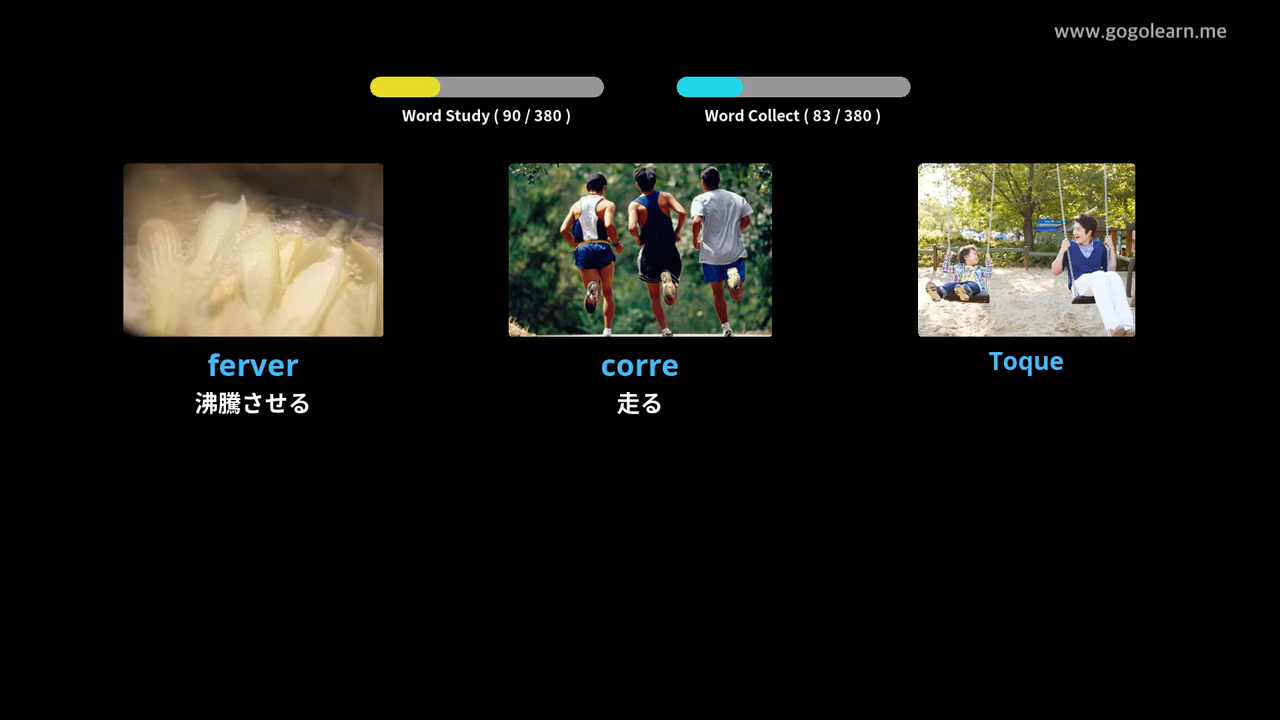 www.gogolearn.me
Word Study ( 90 / 380 )
Word Collect ( 83 / 380 )
ferver
沸騰させる
corre
走る
Toque